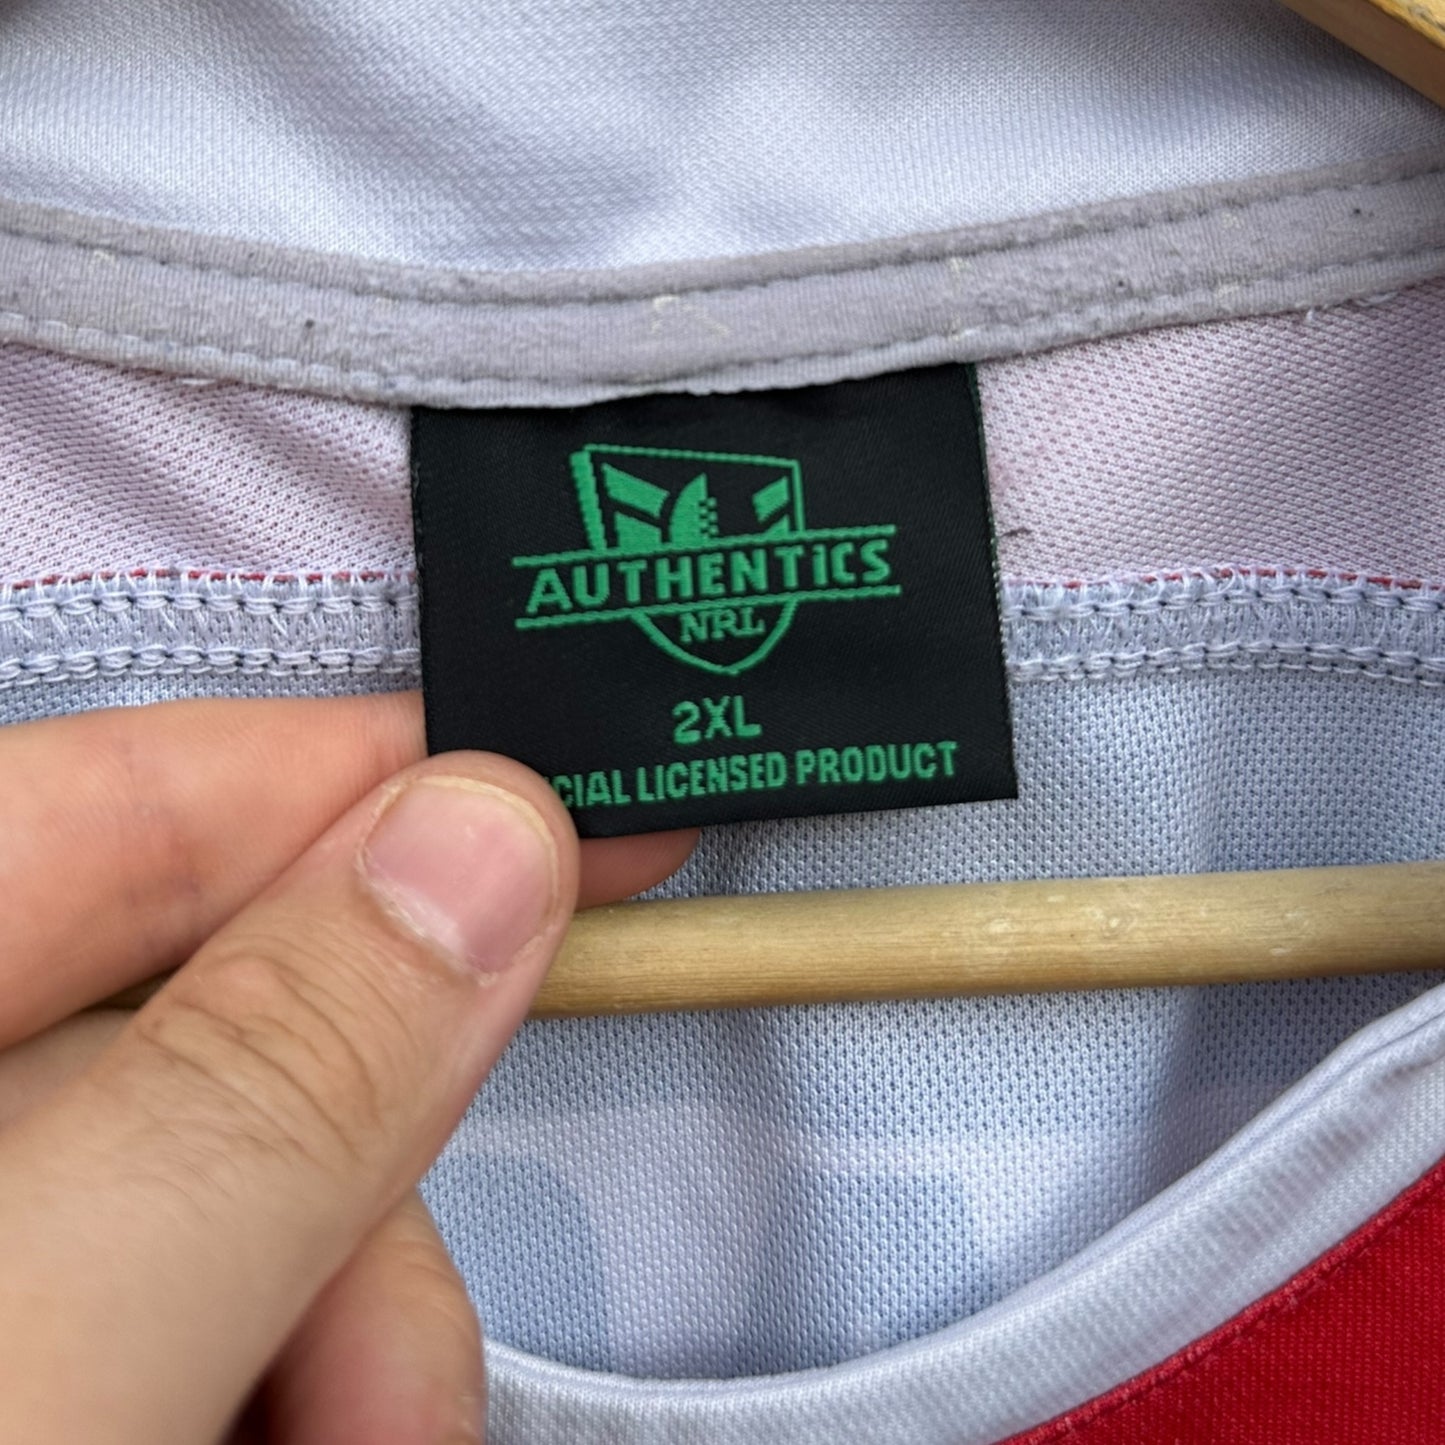 AUTHENTICS
NRL
2XL
CIAL LICENSED PRODUCT